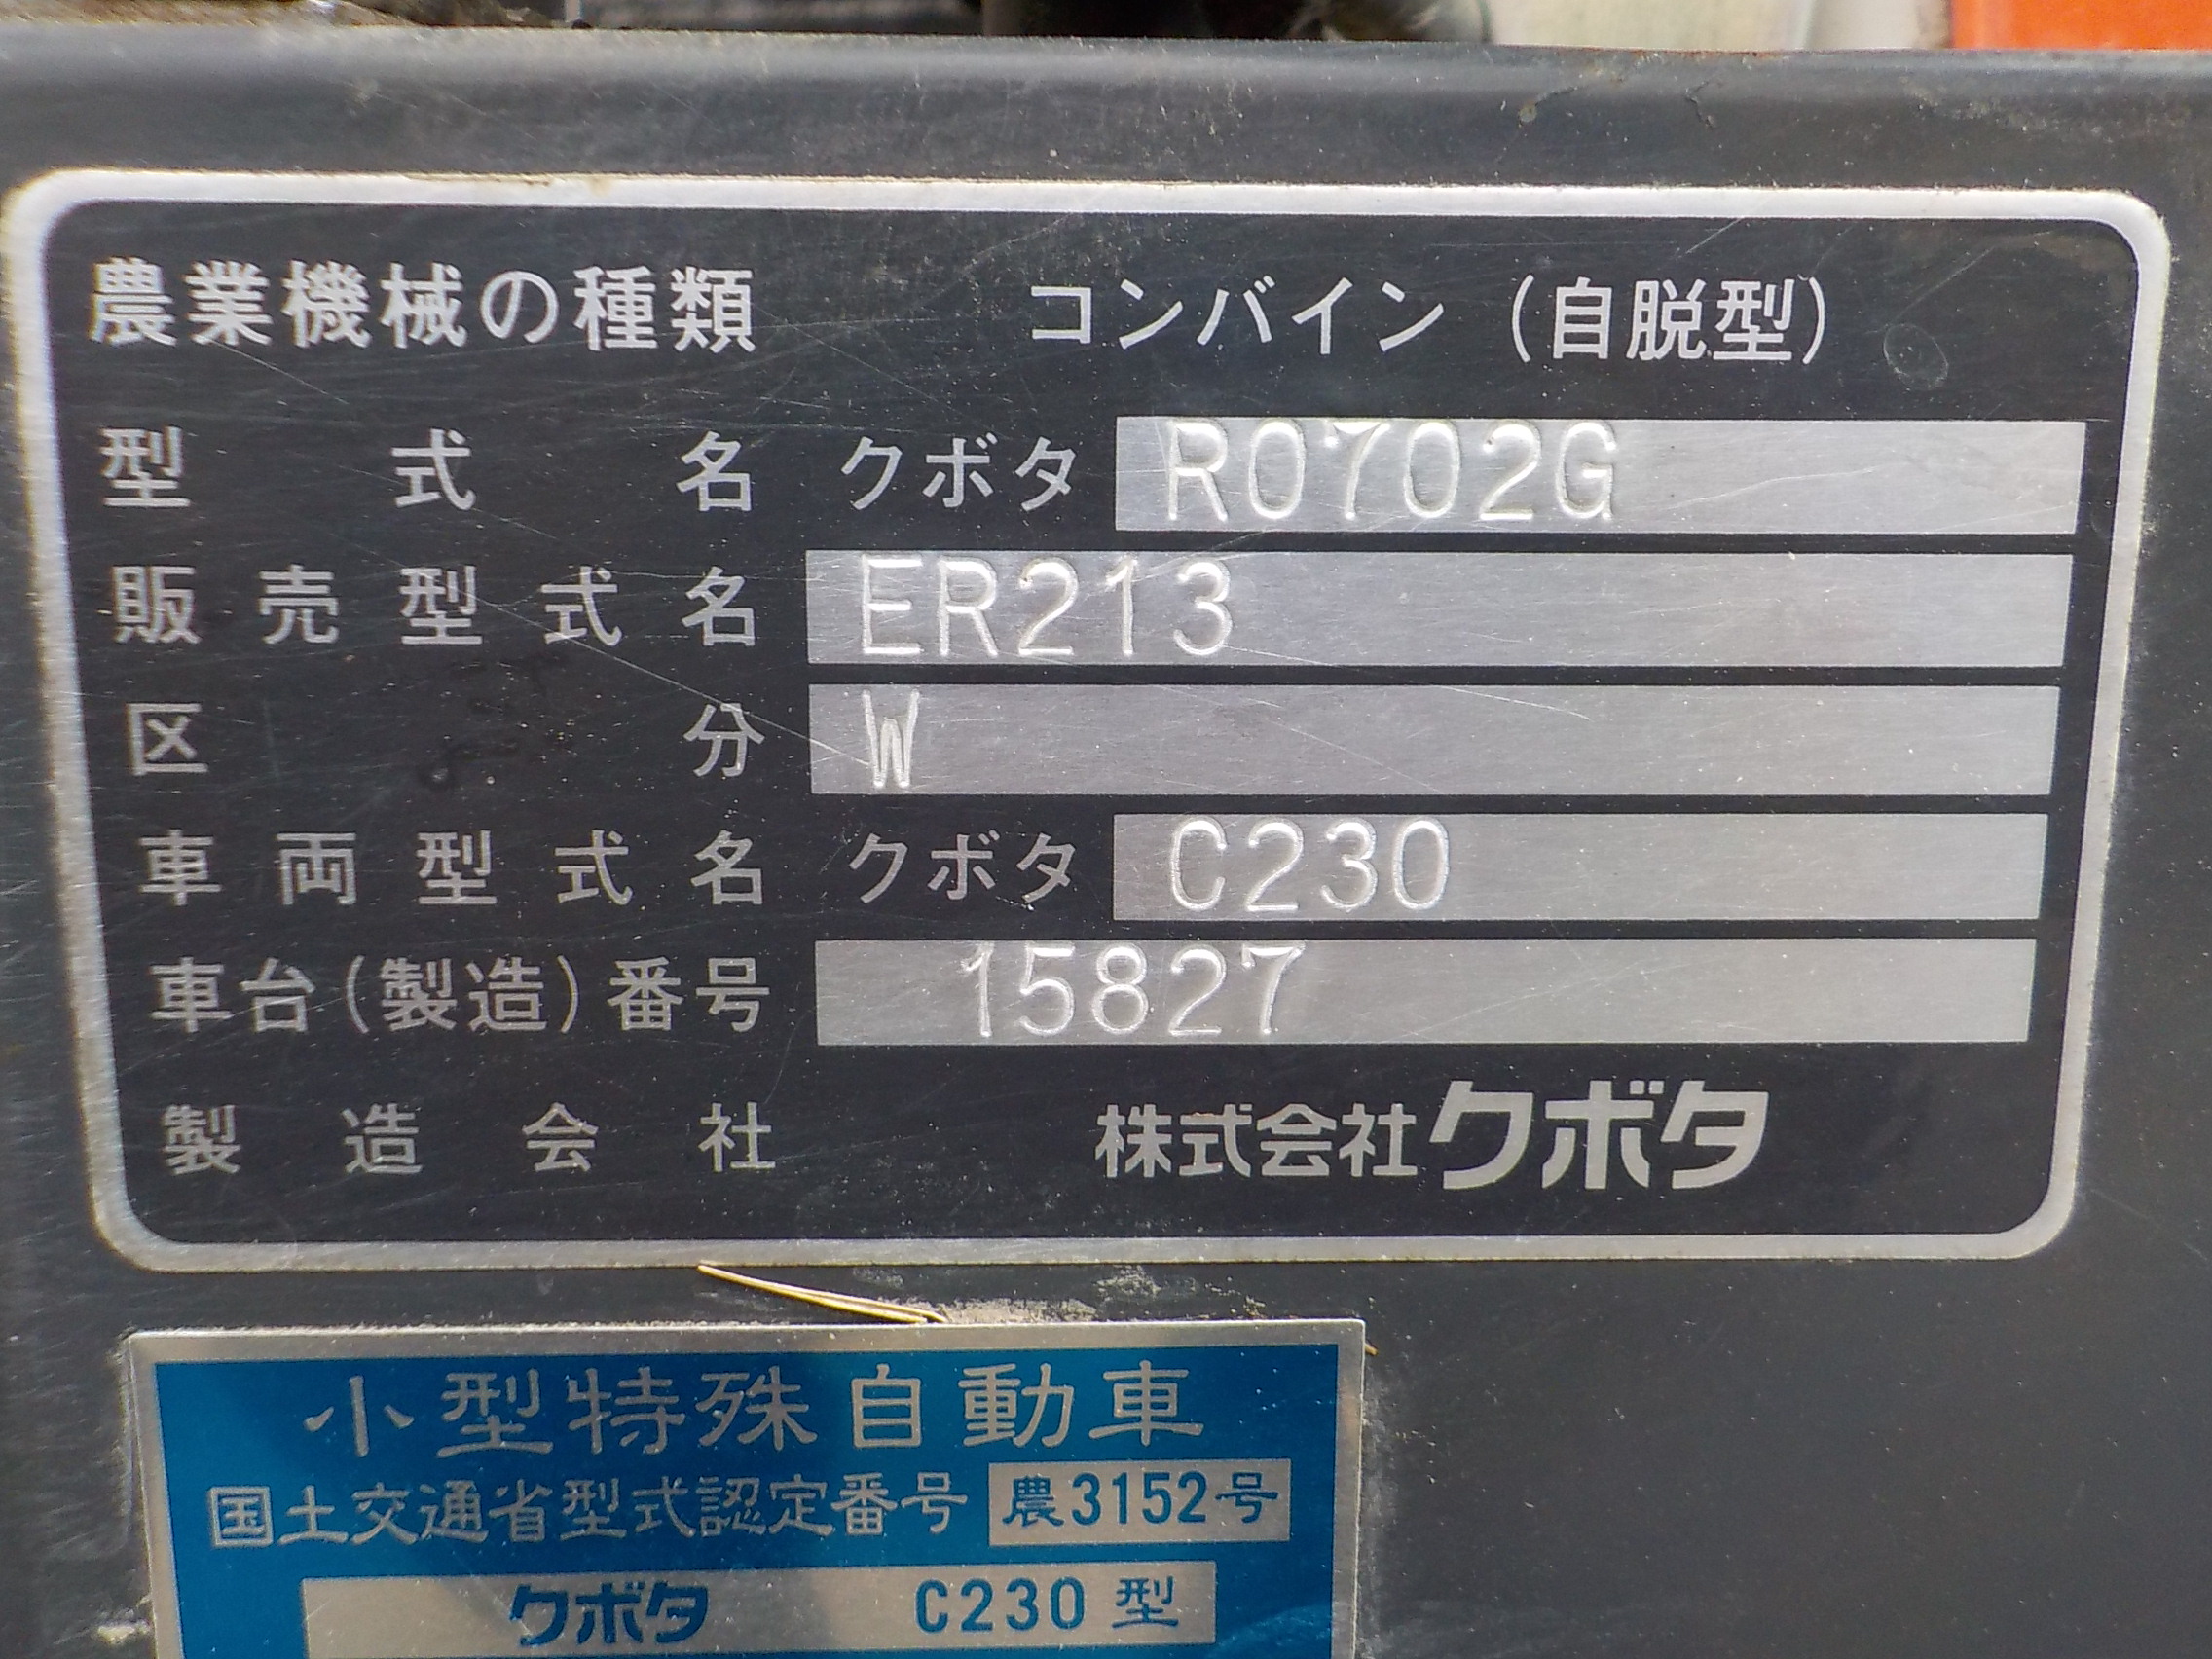 農業機械の種類 コンバイン (自脱型)
型式名 クボタ R0702G
販売型式名 ER213
区分 W
車両型式名 クボタ C230
車台(製造)番号 15827
製造会社 株式会社クボタ
小型特殊自動車
国土交通省型式認定番号 農3152号
クボタ C230型